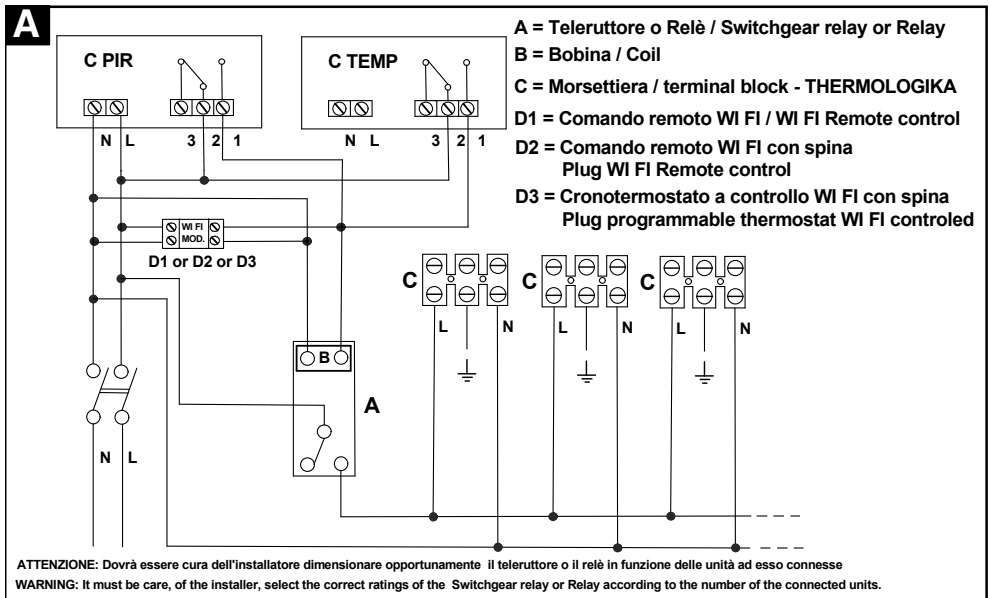 A
C PIR
C TEMP
N L 3 2 1
N L 3 2 1
A = Teleruttore o Relè / Switchgear relay or Relay
B = Bobina / Coil
C = Morsettiera / terminal block - THERMOLOGIKA
D1 = Comando remoto WI FI / WI FI Remote control
D2 = Comando remoto WI FI con spina
Plug WI FI Remote control
D3 = Cronotermostato a controllo WI FI con spina
Plug programmable thermostat WI FI controled
WI FI
MOD.
D1 or D2 or D3
C
C
C
L N
L N
L N
B
A
N L
ATTENZIONE: Dovrà essere cura dell'installatore dimensionare opportunamente il teleruttore o il relè in funzione delle unità ad esso connesse
WARNING: It must be care, of the installer, select the correct ratings of the Switchgear relay or Relay according to the number of the connected units.